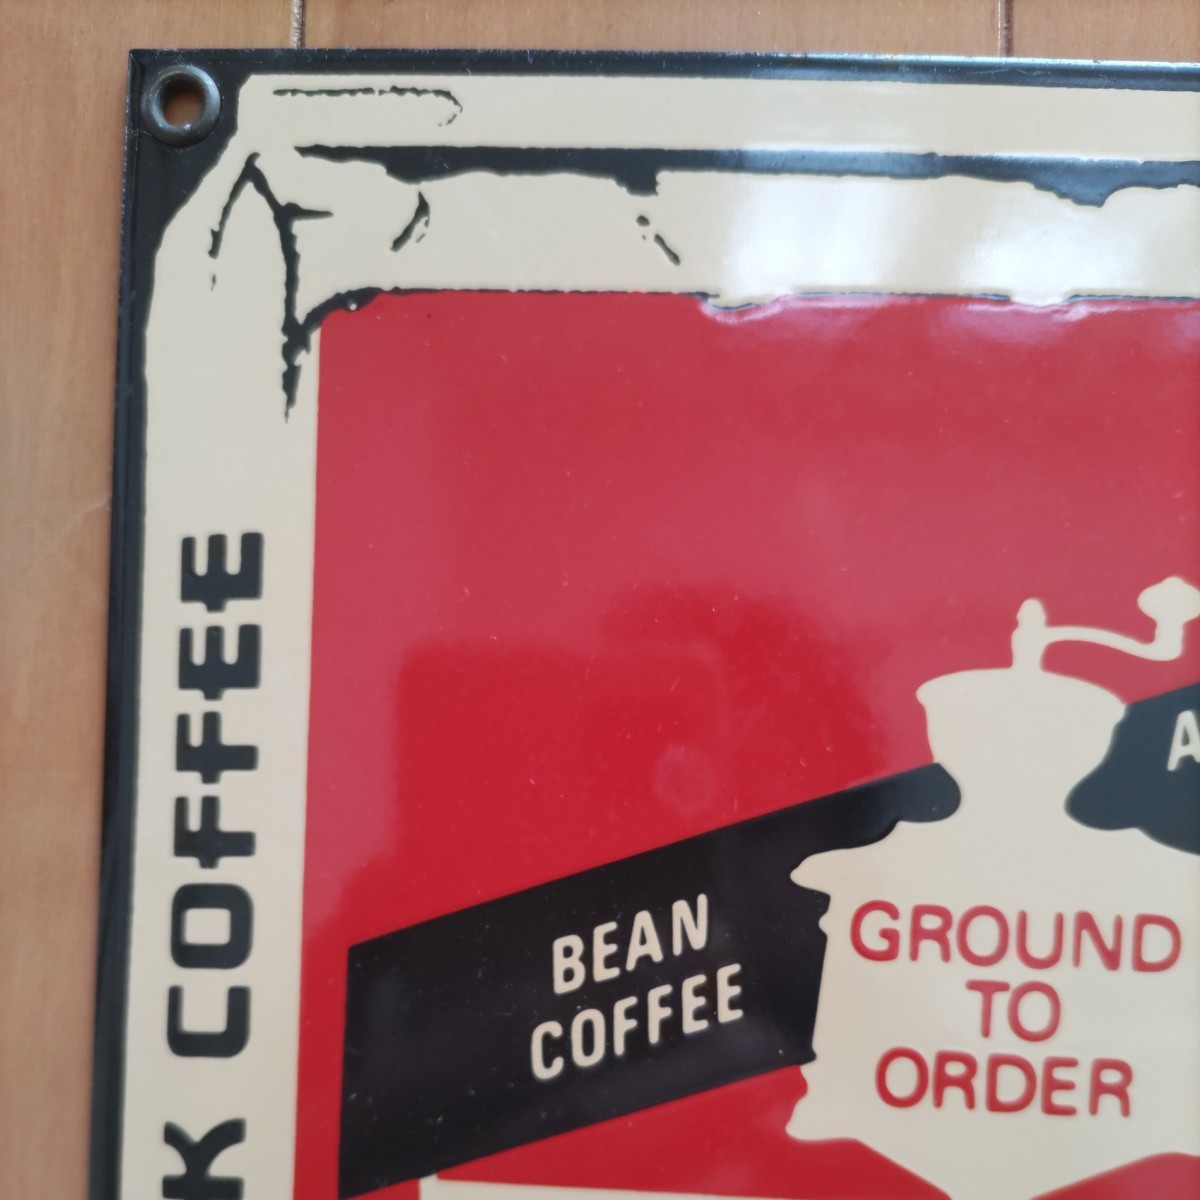 K COFFEE
BEAN
COFFEE
GROUND
TO
ORDER
A